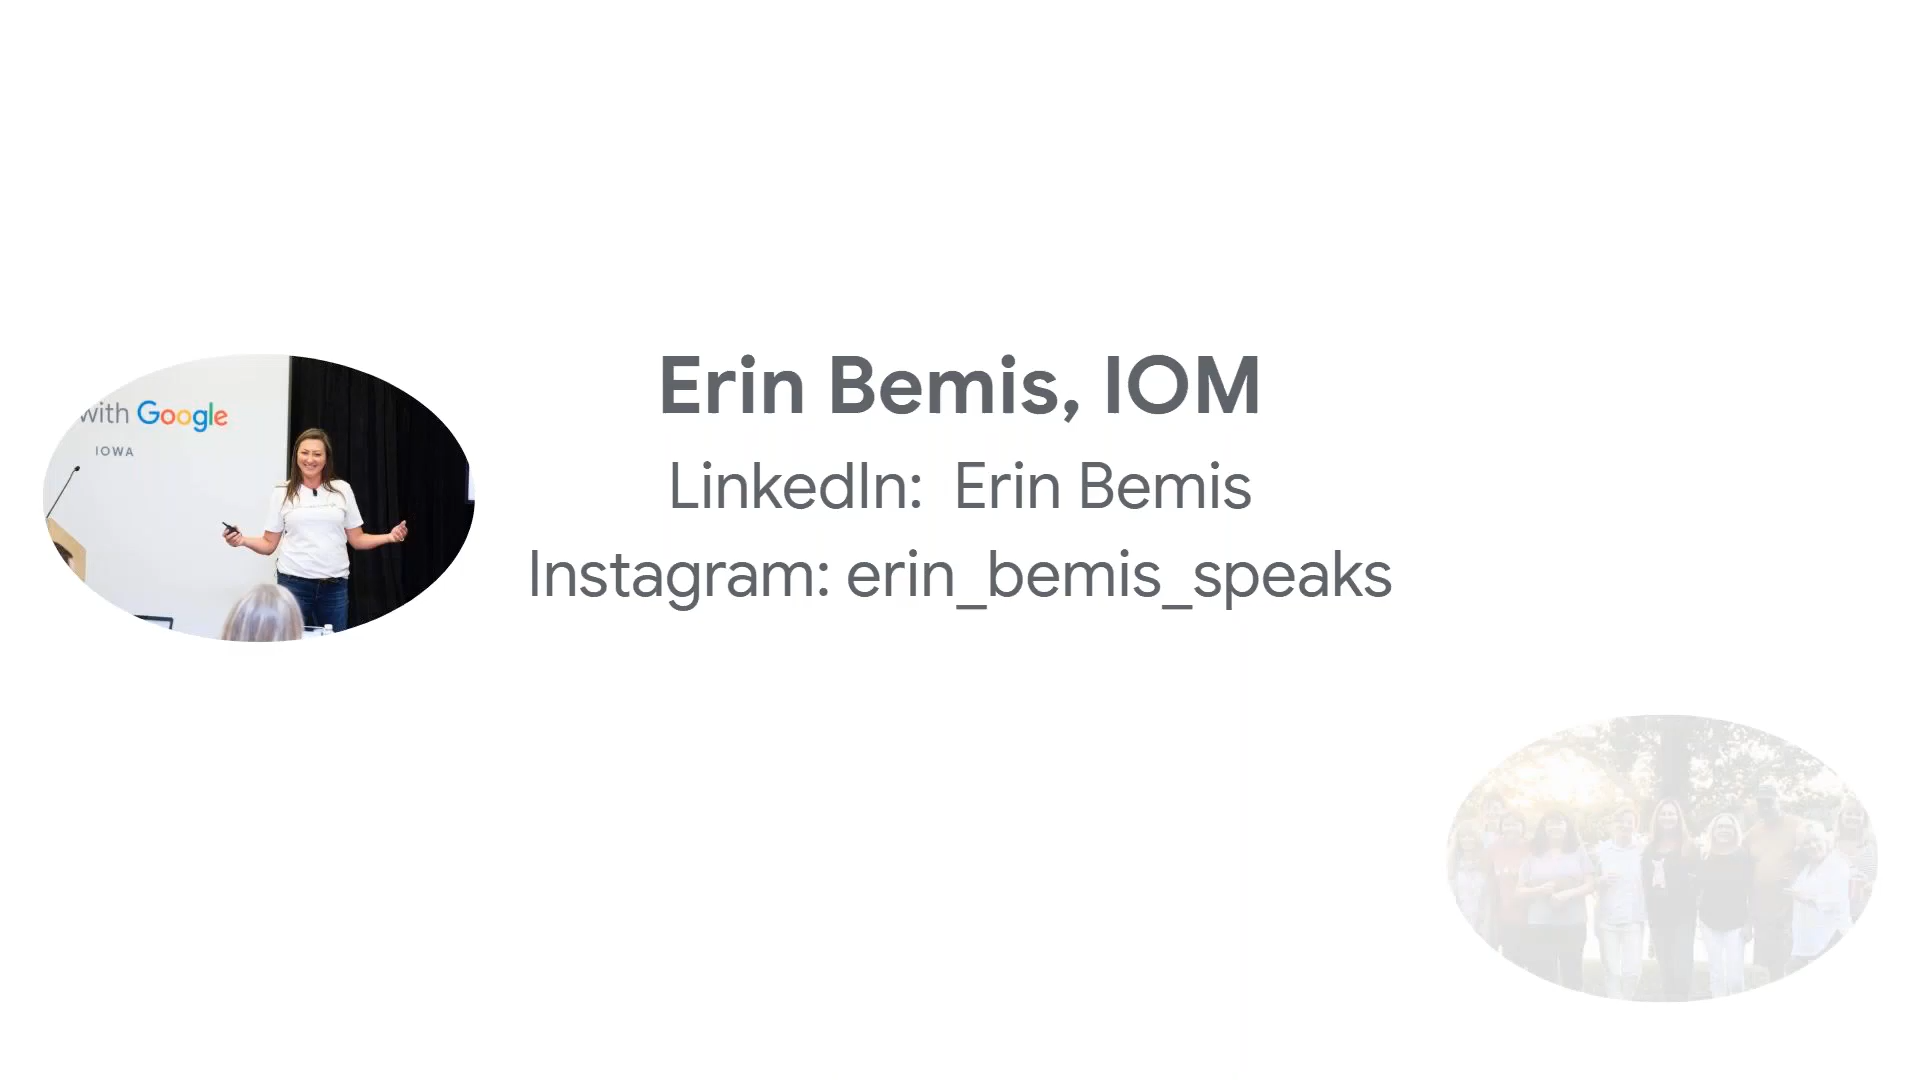 with Google
IOWA
Erin Bemis, IOM
LinkedIn: Erin Bemis
Instagram: erin_bemis_speaks